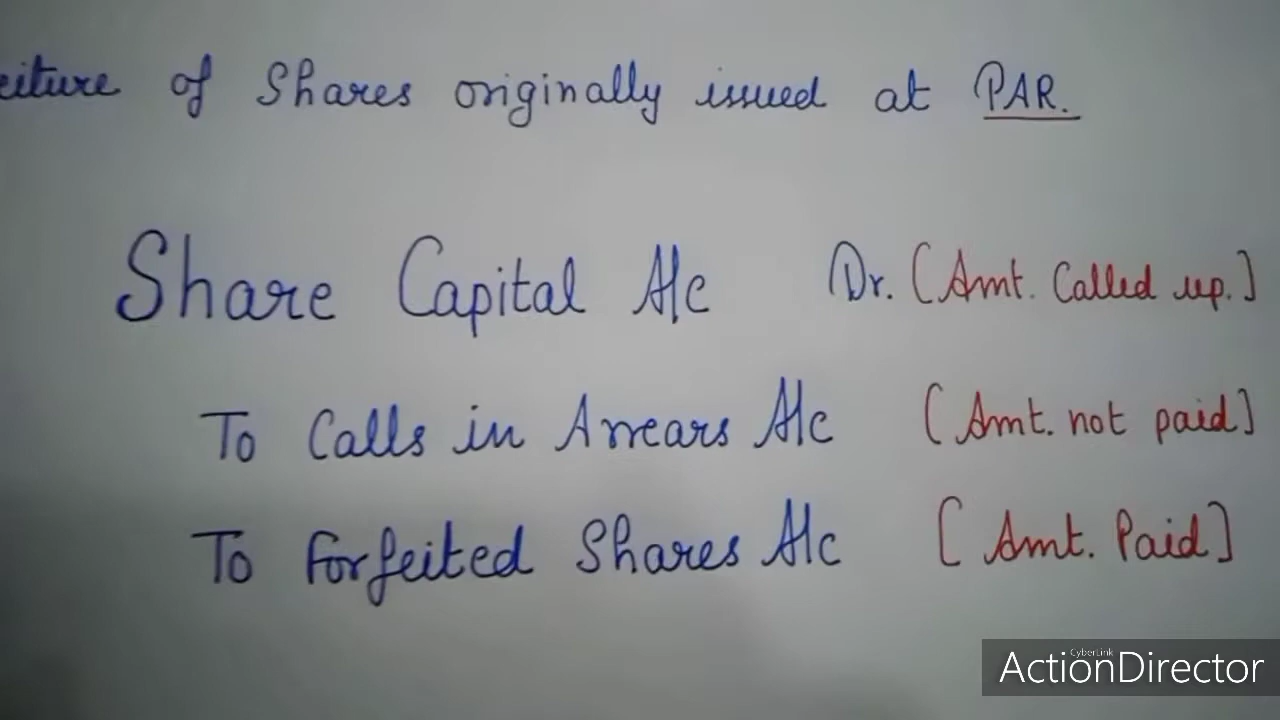 of Shares originally issued at PAR.
Share Capital A/c Dr. [Amt. Called up.]
To Calls in Arrears A/c [Amt. not paid]
To Forfeited Shares A/c [Amt. Paid]
CyberLink
ActionDirector